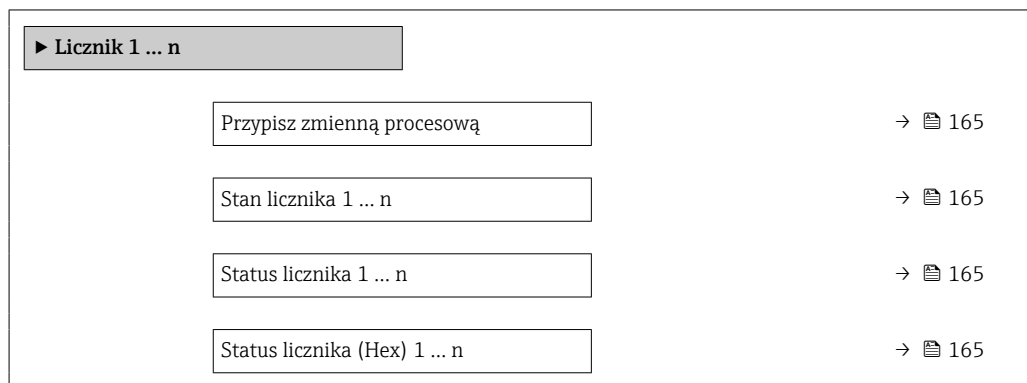 ► Licznik 1 … n
Przypisz zmienną procesową → 165
Stan licznika 1 … n → 165
Status licznika 1 … n → 165
Status licznika (Hex) 1 … n → 165